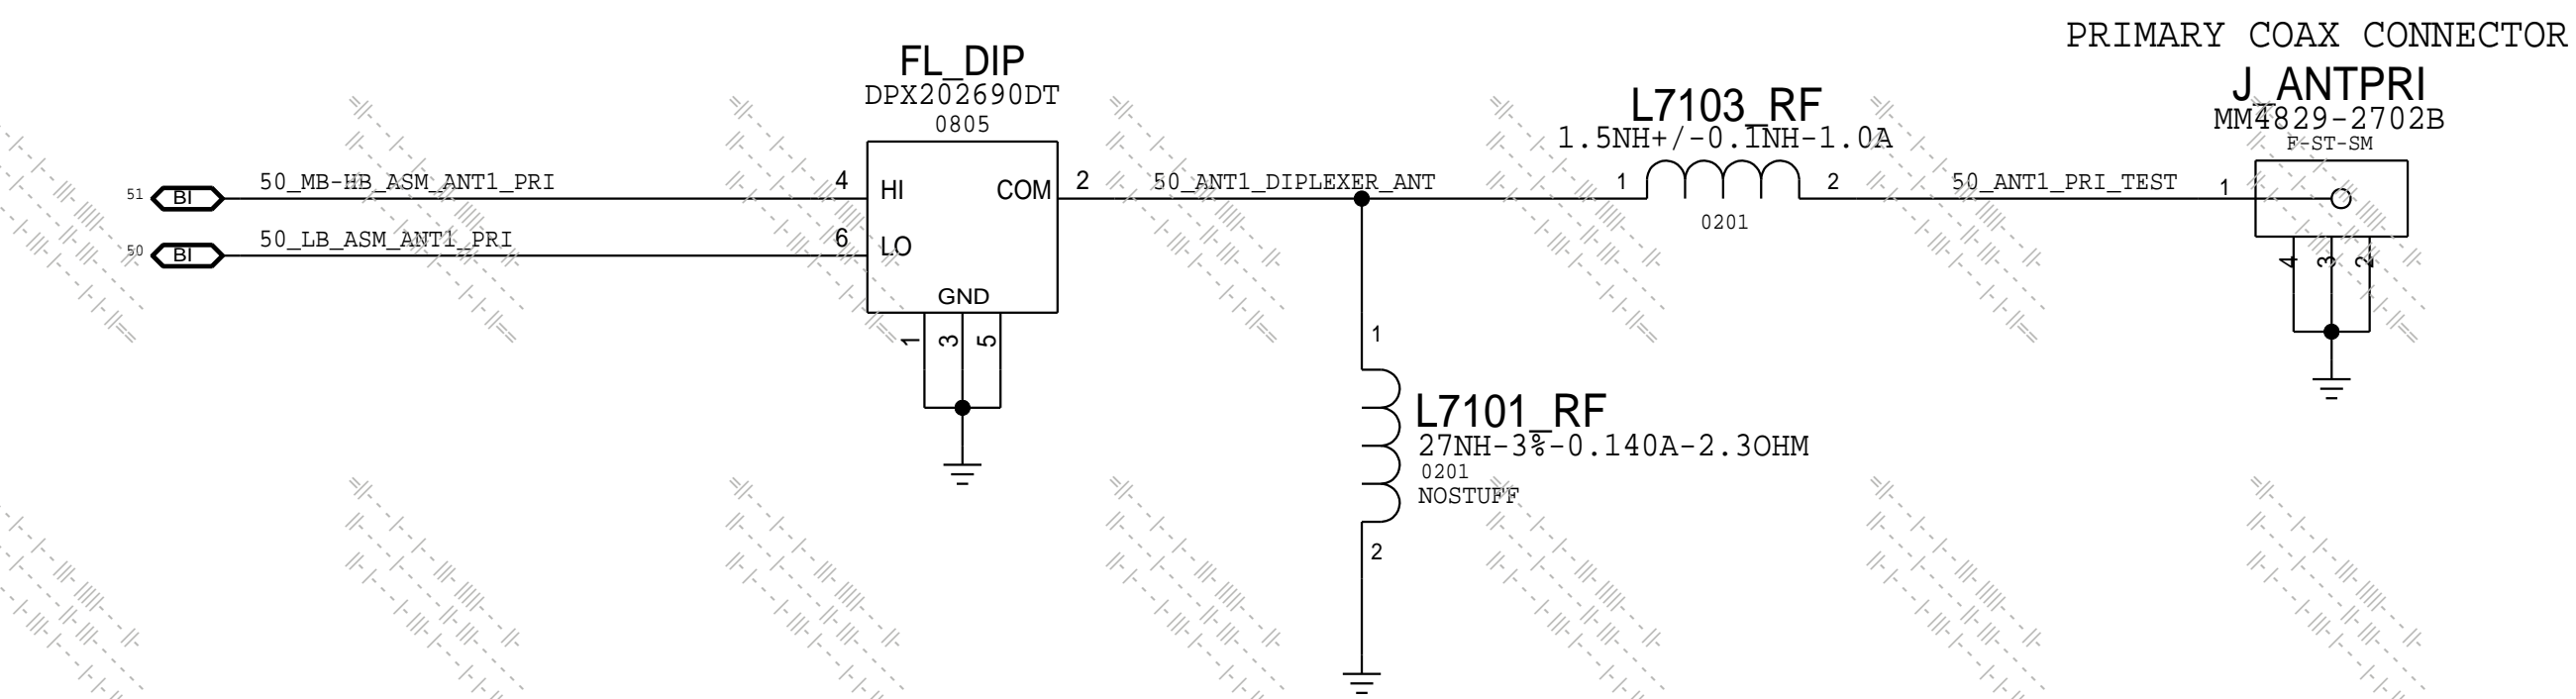 PRIMARY COAX CONNECTOR
FL_DIP
DPX202690DT
0805
L7103_RF
1.5NH+/-0.1NH-1.0A
0201
J_ANTPRI
MM4829-2702B
F-ST-SM
51
BI
50_MB-HB_ASM_ANT1_PRI
4
HI
COM
2
50_ANT1_DIPLEXER_ANT
1
2
50_ANT1_PRI_TEST
1
50
BI
50_LB_ASM_ANT1_PRI
6
LO
GND
4
3
2
1
3
5
1
L7101_RF
27NH-3%-0.140A-2.3OHM
0201
NOSTUFF
2